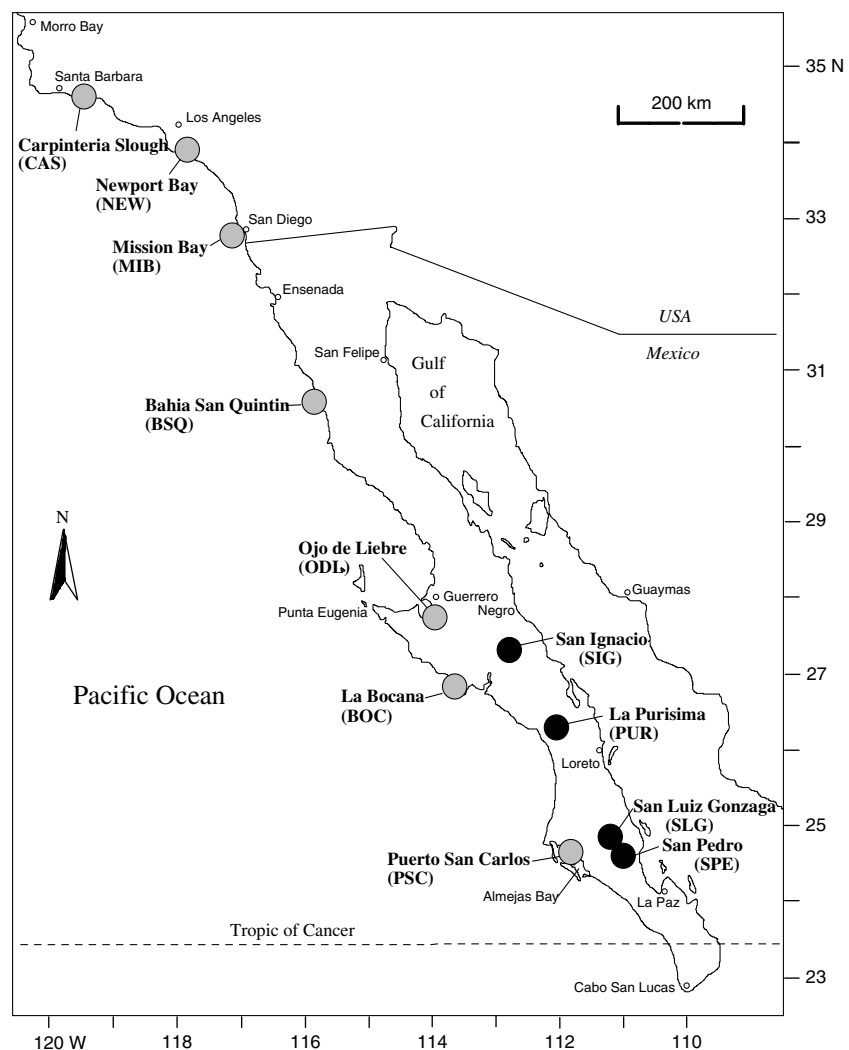 Morro Bay
35 N
Santa Barbara
200 km
Los Angeles
Carpinteria Slough
(CAS)
Newport Bay
(NEW)
33
San Diego
Mission Bay
(MIB)
Ensenada
USA
Mexico
San Felipe
Gulf
of
California
31
Bahia San Quintin
(BSQ)
N
29
Ojo de Liebre
(ODL)
Guerrero
Negro
Guaymas
Punta Eugenia
San Ignacio
(SIG)
27
Pacific Ocean
La Bocana
(BOC)
La Purisima
(PUR)
Loreto
San Luiz Gonzaga
(SLG)
25
San Pedro
(SPE)
Puerto San Carlos
(PSC)
Almejas Bay
La Paz
Tropic of Cancer
23
Cabo San Lucas
120 W
118
116
114
112
110